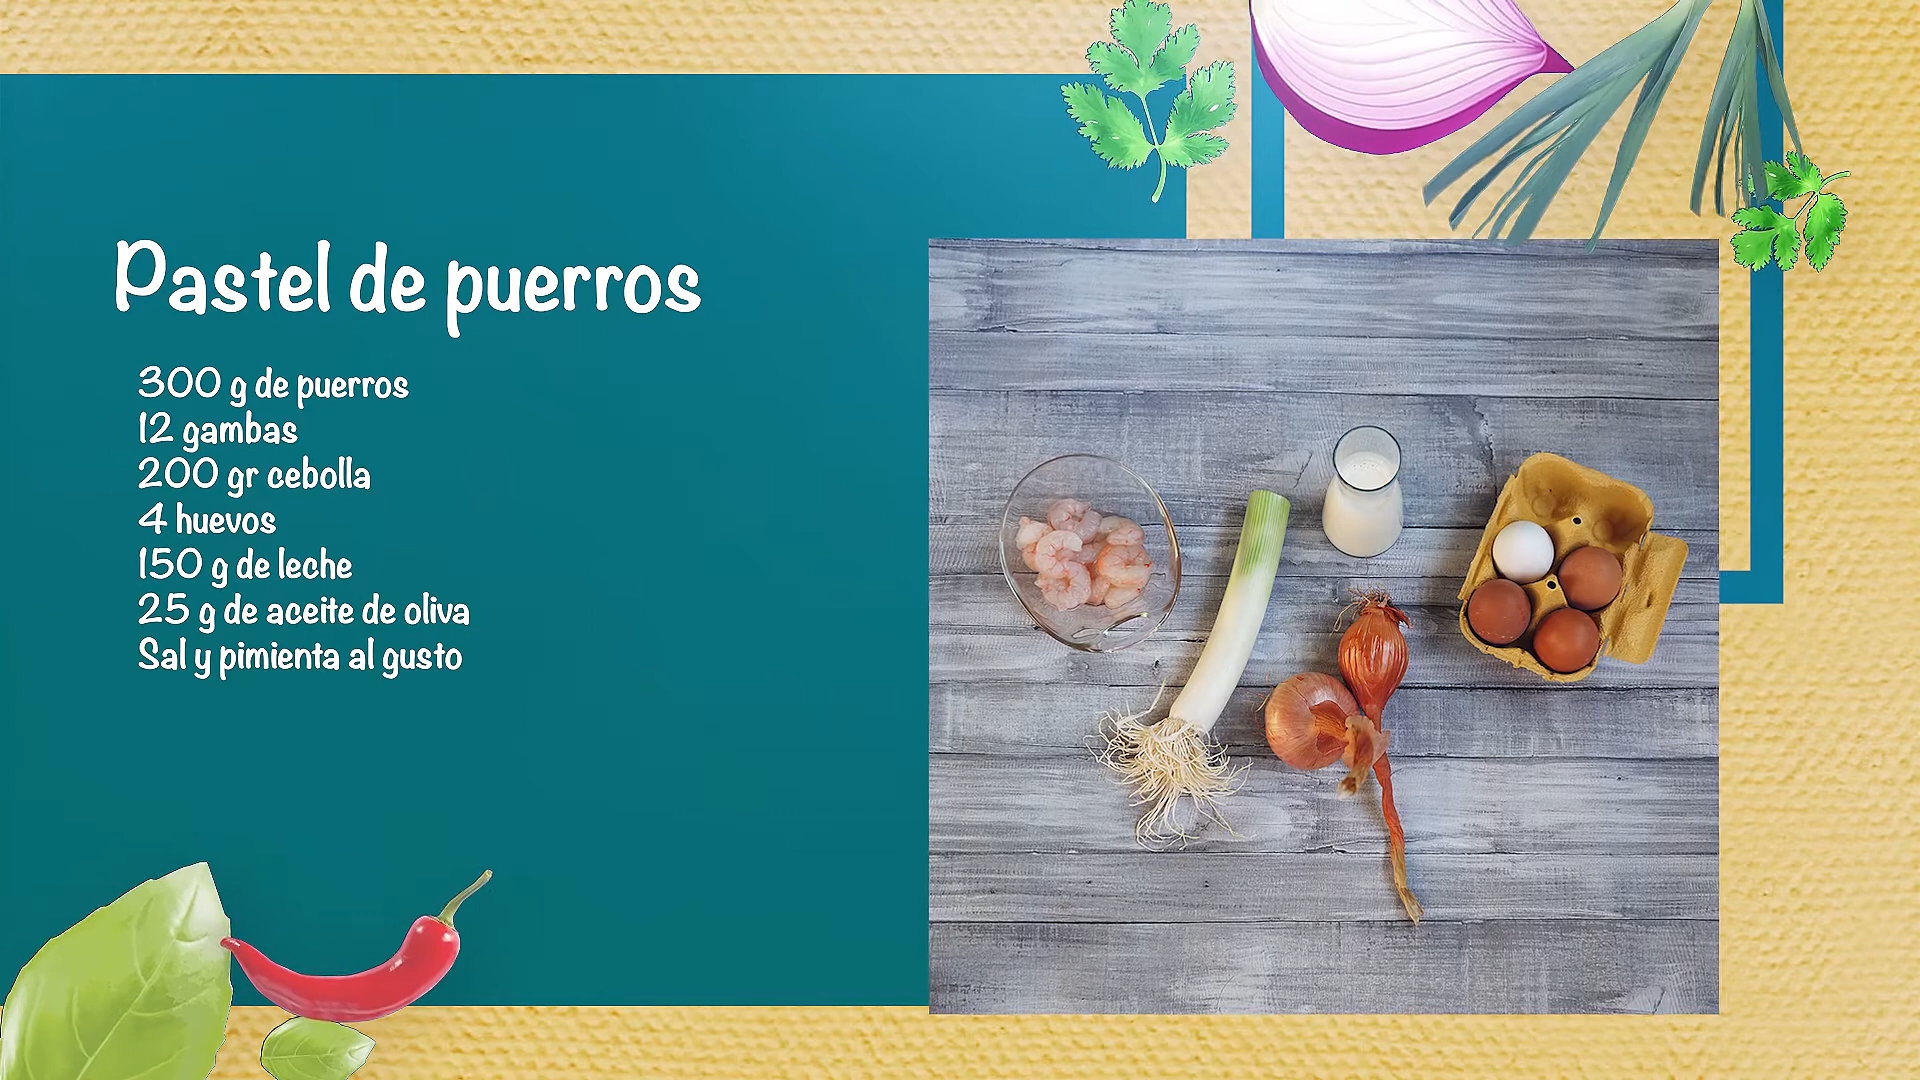 Pastel de puerros
300 g de puerros
12 gambas
200 gr cebolla
4 huevos
150 g de leche
25 g de aceite de oliva
Sal y pimienta al gusto